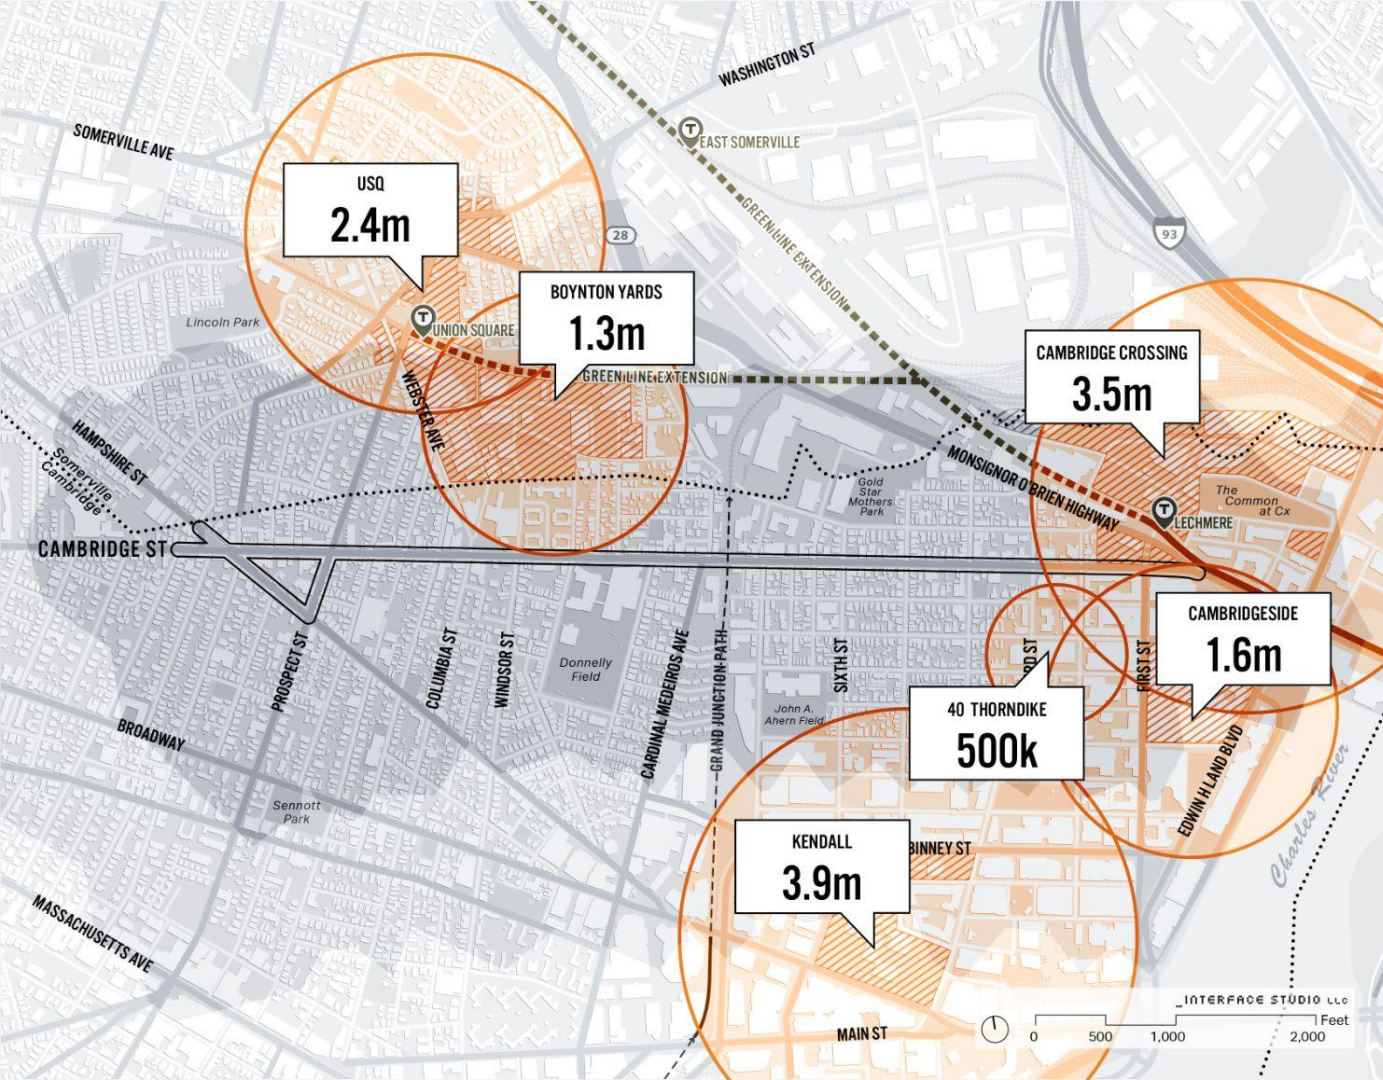 WASHINGTON ST
SOMERVILLE AVE
T
EAST SOMERVILLE
USQ
2.4m
GREEN LINE EXTENSION
28
93
BOYNTON YARDS
1.3m
Lincoln Park
T
UNION SQUARE
GREEN LINE EXTENSION
CAMBRIDGE CROSSING
3.5m
WEBSTER AVE
HAMPSHIRE ST
Somerville
Cambridge
MONSIGNOR O'BRIEN HIGHWAY
Gold
Star
Mothers
Park
The
Common
at Cx
T
LECHMERE
CAMBRIDGE ST
CAMBRIDGESIDE
1.6m
PROSPECT ST
COLUMBIA ST
WINDSOR ST
Donnelly
Field
CARDINAL MEDEIROS AVE
GRAND JUNCTION PATH
SIXTH ST
RD ST
FIRST ST
John A.
Ahern Field
40 THORNDIKE
500k
BROADWAY
EDWIN H LAND BLVD
Charles River
Sennott
Park
KENDALL
3.9m
BINNEY ST
MASSACHUSETTS AVE
MAIN ST
_INTERFACE STUDIO LLC
Feet
0 500 1,000 2,000